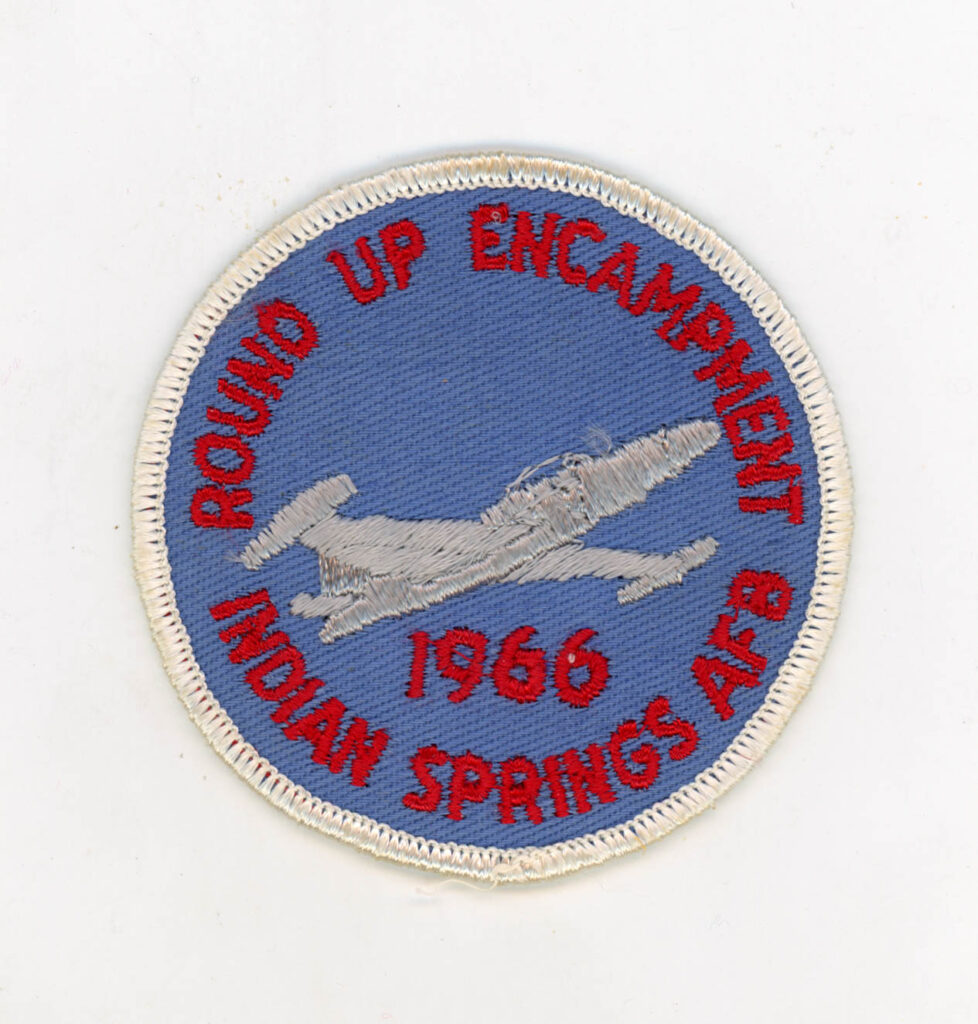 ROUND UP ENCAMPMENT
1966
INDIAN SPRINGS AFB